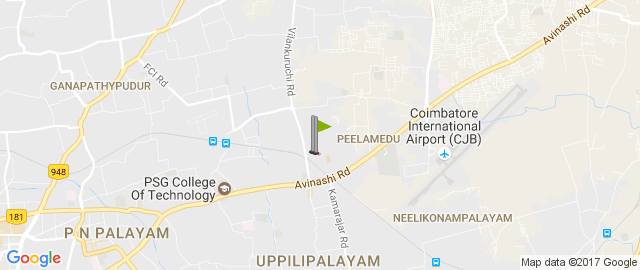 Avinashi Rd
Vilankuruchi Rd
FCI Rd
GANAPATHYPUDUR
Coimbatore
International
Airport (CJB)
PEELAMEDU
948
PSG College
Of Technology
Avinashi Rd
Kamarajar Rd
181
P N PALAYAM
NEELIKONAMPALAYAM
UPPILIPALAYAM
Google
Map data ©2017 Google